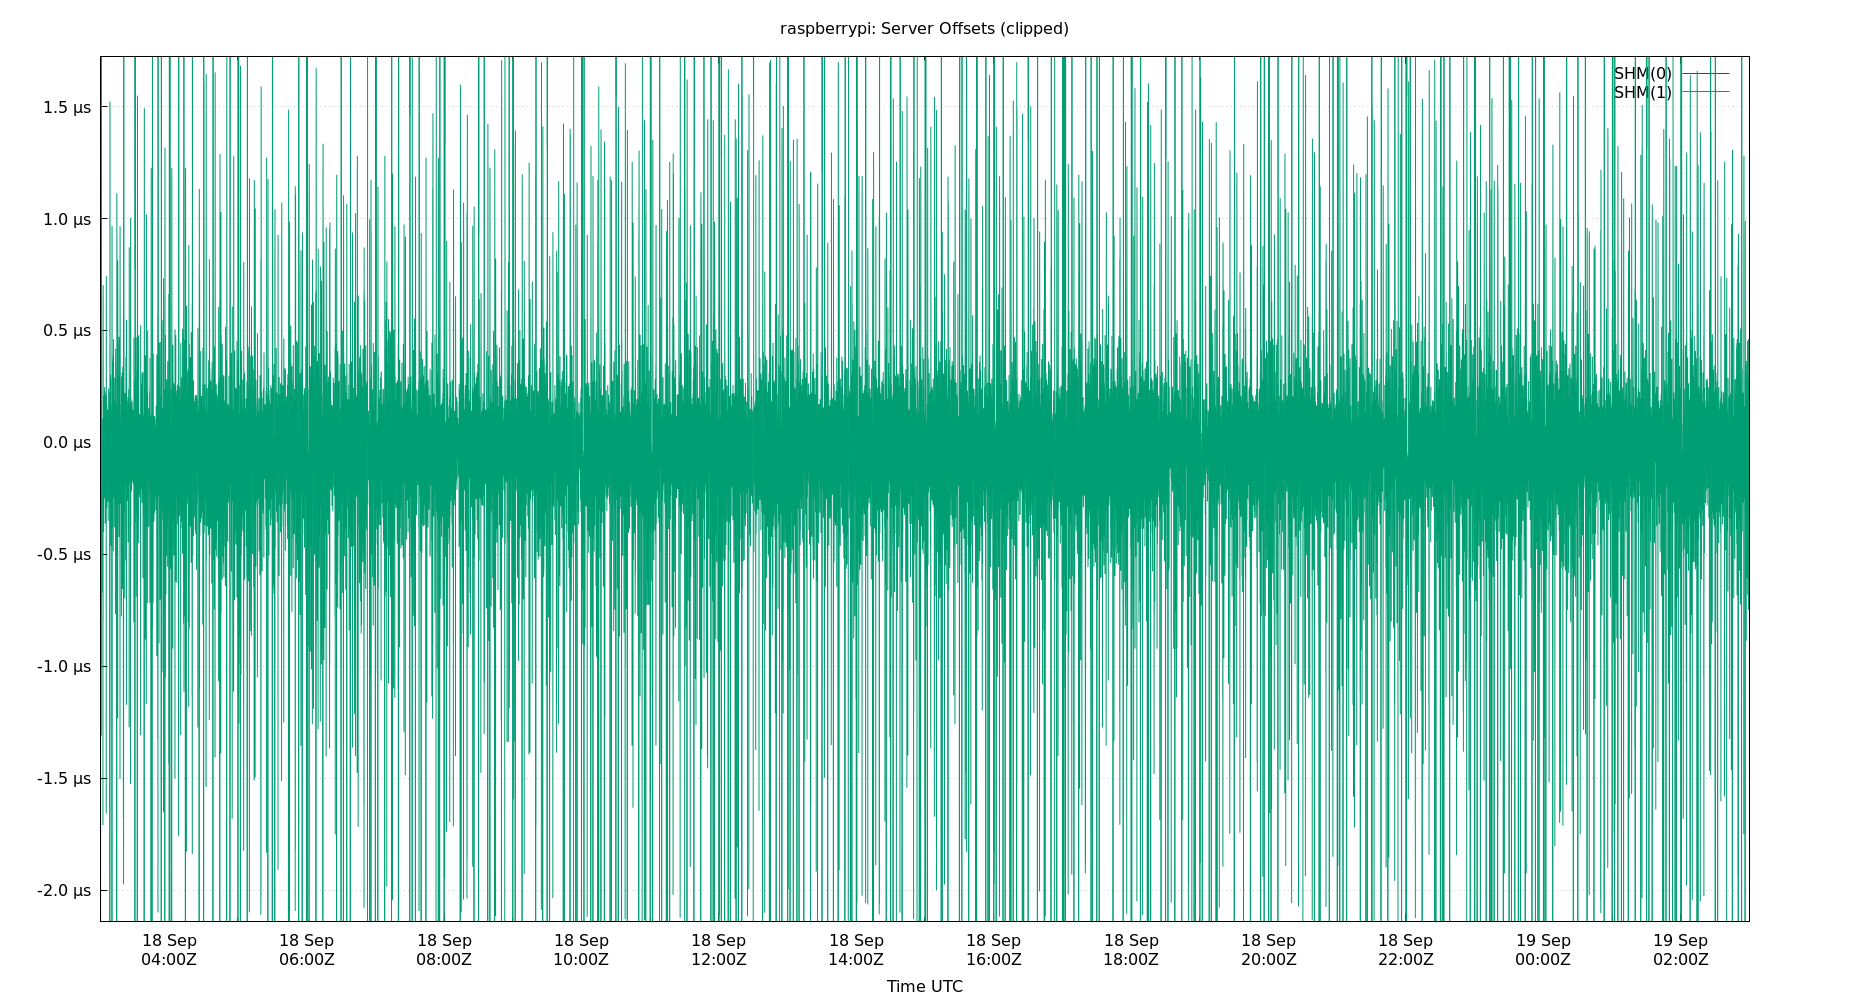 raspberrypi: Server Offsets (clipped)
SHM(0)
SHM(1)
1.5 µs
1.0 µs
0.5 µs
0.0 µs
-0.5 µs
-1.0 µs
-1.5 µs
-2.0 µs
18 Sep 18 Sep 18 Sep 18 Sep 18 Sep 18 Sep 18 Sep 18 Sep 18 Sep 18 Sep 19 Sep 19 Sep
04:00Z 06:00Z 08:00Z 10:00Z 12:00Z 14:00Z 16:00Z 18:00Z 20:00Z 22:00Z 00:00Z 02:00Z
Time UTC